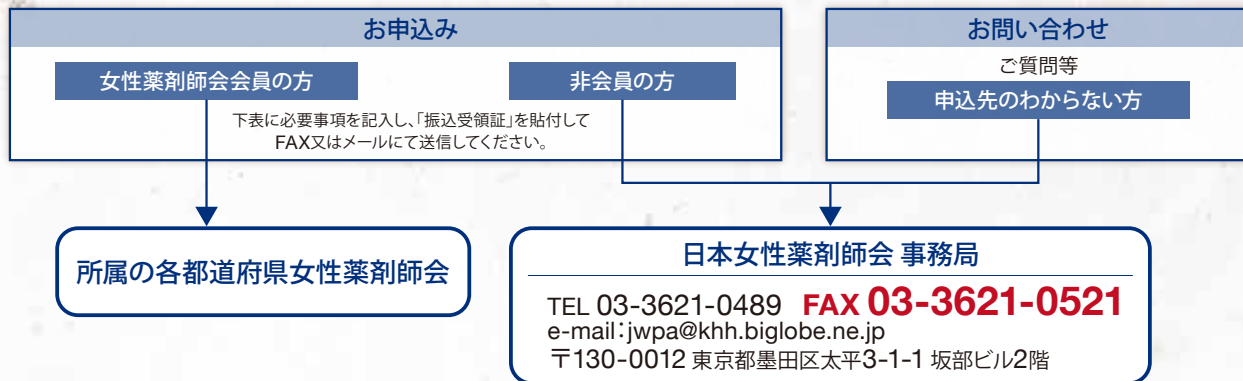 お申込み
女性薬剤師会会員の方
非会員の方
下表に必要事項を記入し、「振込受領証」を貼付して
FAX又はメールにて送信してください。
お問い合わせ
ご質問等
申込先のわからない方
所属の各都道府県女性薬剤師会
日本女性薬剤師会 事務局
TEL 03-3621-0489 FAX 03-3621-0521
e-mail:jwpa@khh.biglobe.ne.jp
〒130-0012 東京都墨田区太平3-1-1 坂部ビル2階